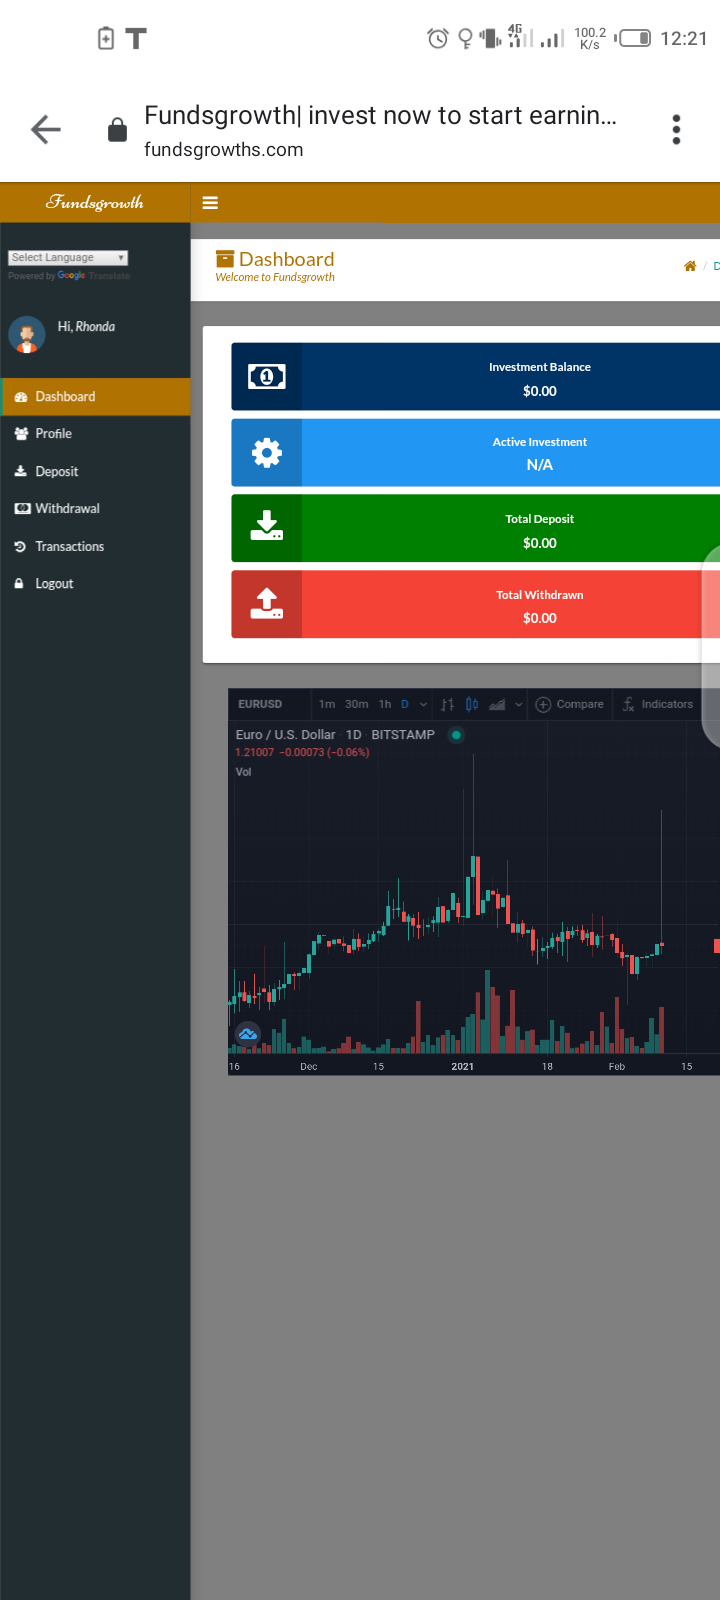 4G
100.2
K/s
12:21
Fundsgrowth| invest now to start earnin...
fundsgrowths.com
Fundsgrowth
Dashboard
Welcome to Fundsgrowth
/ D
Select Language
Powered by Google Translate
Hi, Rhonda
Dashboard
Profile
Deposit
Withdrawal
Transactions
Logout
Investment Balance
$0.00
Active Investment
N/A
Total Deposit
$0.00
Total Withdrawn
$0.00
EURUSD 1m 30m 1h D Compare Indicators
Euro / U.S. Dollar · 1D · BITSTAMP
1.21007 −0.00073 (−0.06%)
Vol
16 Dec 15 2021 18 Feb 15